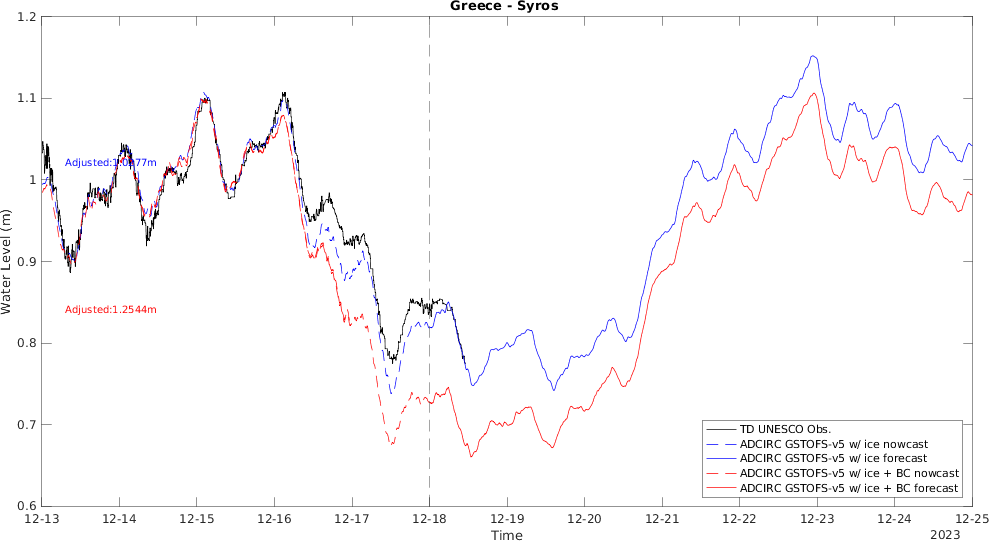 Greece - Syros
1.2
1.1
1
0.9
0.8
0.7
0.6
Water Level (m)
Adjusted:1.0177m
Adjusted:1.2544m
TD UNESCO Obs.
ADCIRC GSTOFS-v5 w/ ice nowcast
ADCIRC GSTOFS-v5 w/ ice forecast
ADCIRC GSTOFS-v5 w/ ice + BC nowcast
ADCIRC GSTOFS-v5 w/ ice + BC forecast
12-13 12-14 12-15 12-16 12-17 12-18 12-19 12-20 12-21 12-22 12-23 12-24 12-25
Time
2023